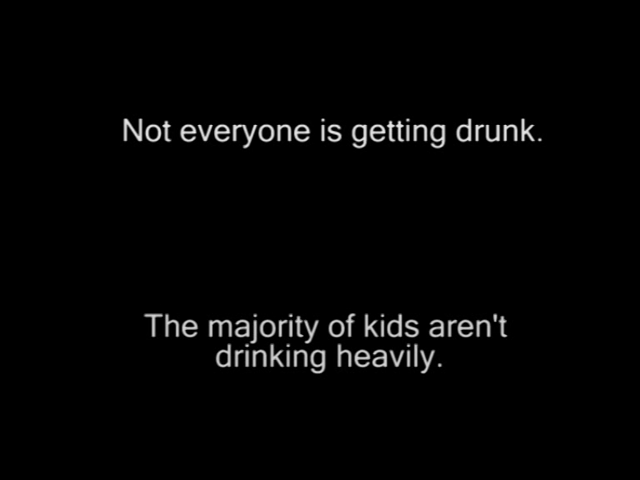 Not everyone is getting drunk.
The majority of kids aren't
drinking heavily.